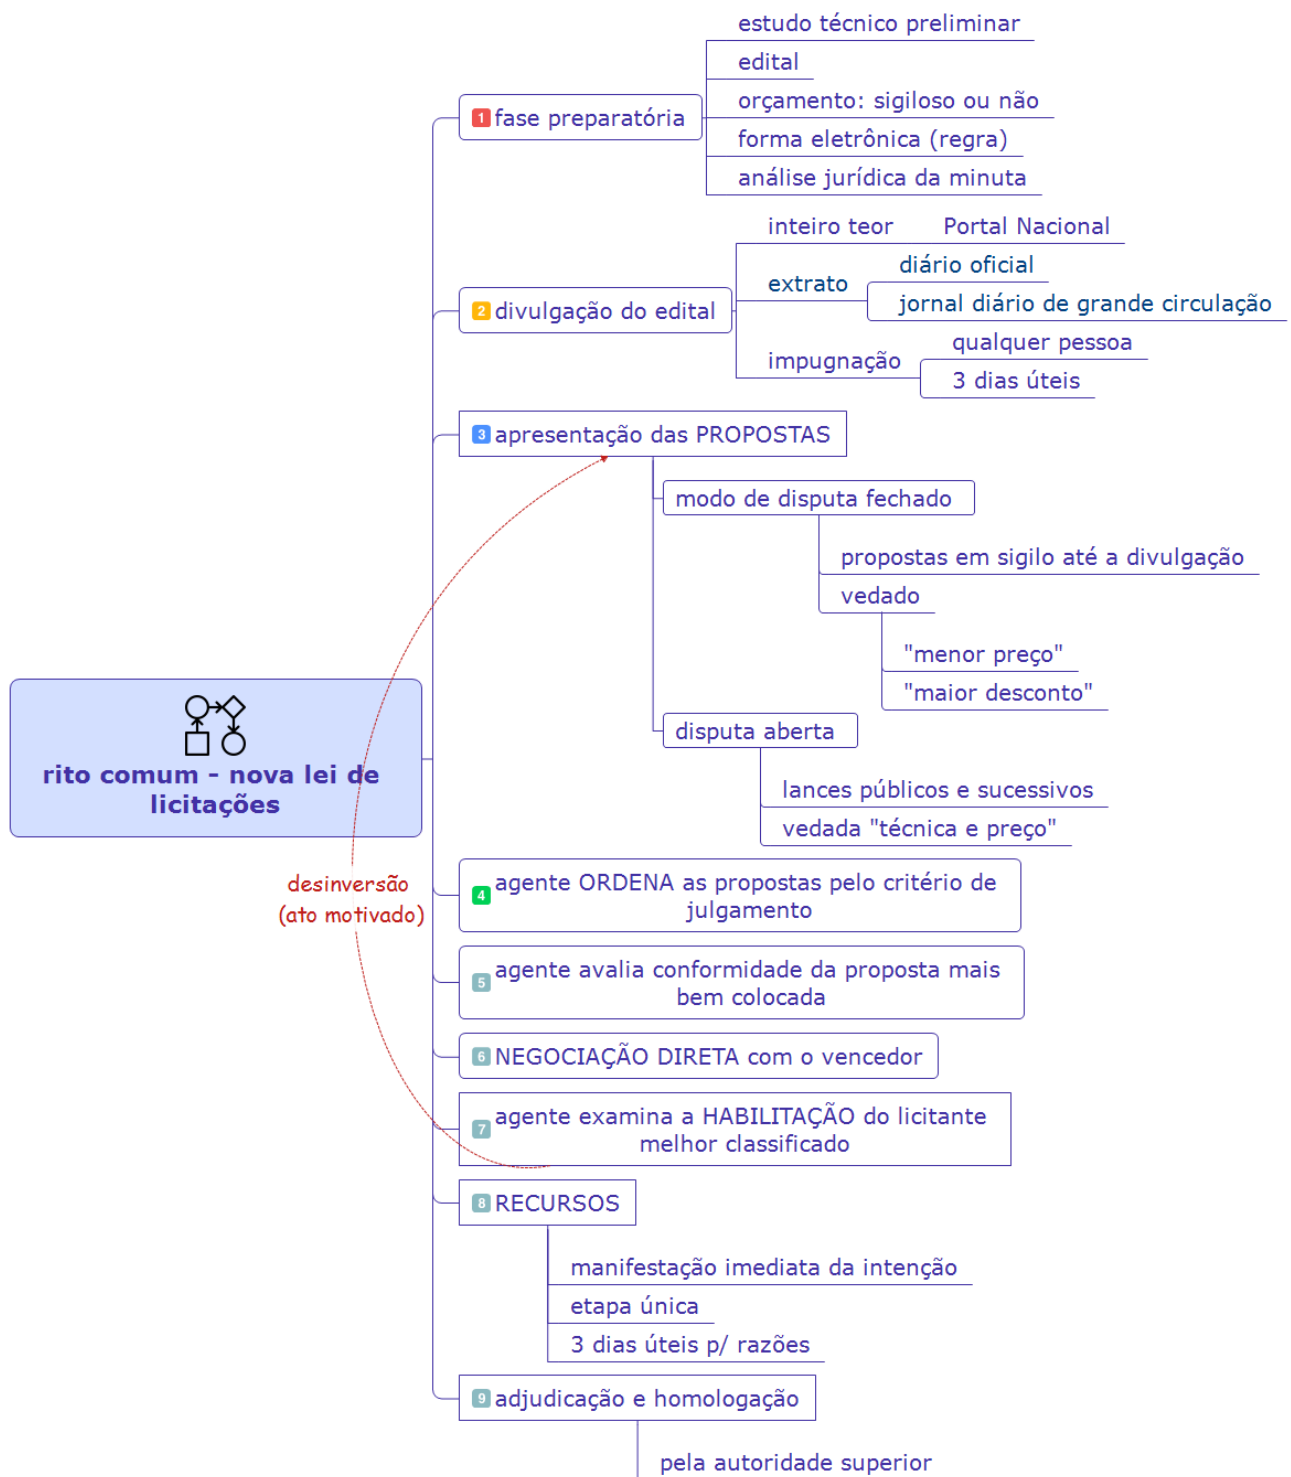 estudo técnico preliminar
edital
1 fase preparatória
orçamento: sigiloso ou não
forma eletrônica (regra)
análise jurídica da minuta
inteiro teor
Portal Nacional
diário oficial
extrato
jornal diário de grande circulação
2 divulgação do edital
impugnação
qualquer pessoa
3 dias úteis
3 apresentação das PROPOSTAS
modo de disputa fechado
propostas em sigilo até a divulgação
vedado
"menor preço"
"maior desconto"
disputa aberta
lances públicos e sucessivos
vedada "técnica e preço"
rito comum - nova lei de
licitações
desinversão
(ato motivado)
4 agente ORDENA as propostas pelo critério de
julgamento
5 agente avalia conformidade da proposta mais
bem colocada
6 NEGOCIAÇÃO DIRETA com o vencedor
7 agente examina a HABILITAÇÃO do licitante
melhor classificado
8 RECURSOS
manifestação imediata da intenção
etapa única
3 dias úteis p/ razões
9 adjudicação e homologação
pela autoridade superior